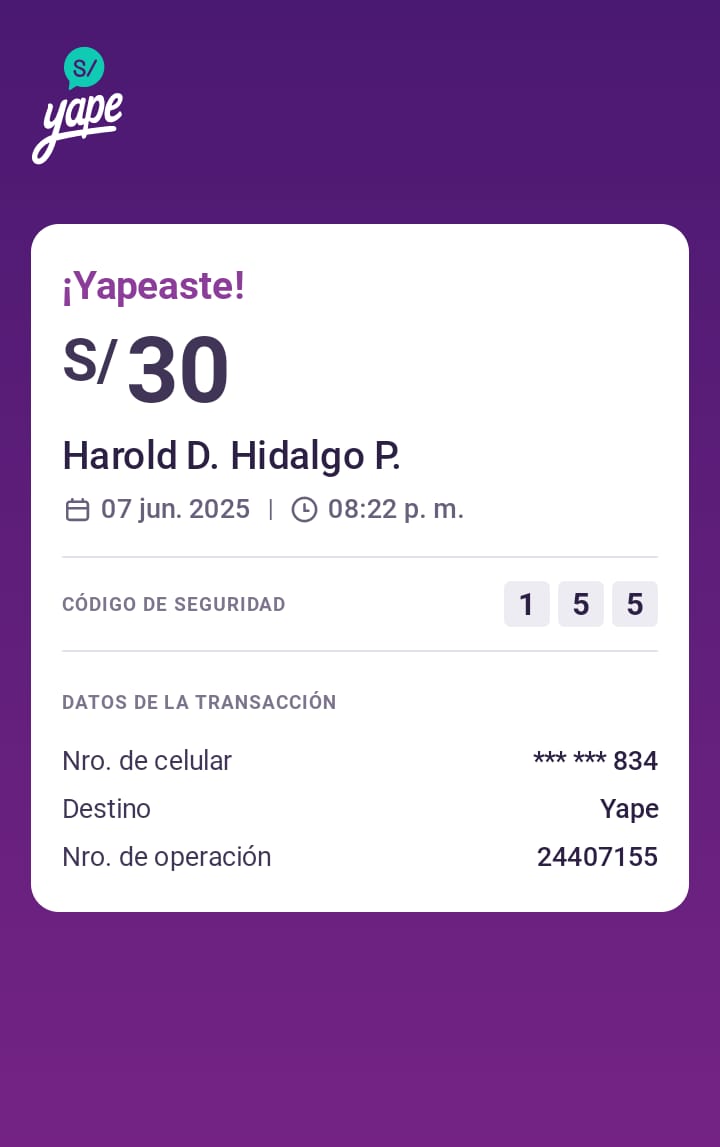 S/
yape
¡Yapeaste!
S/ 30
Harold D. Hidalgo P.
07 jun. 2025 | 08:22 p. m.
CÓDIGO DE SEGURIDAD 1 5 5
DATOS DE LA TRANSACCIÓN
Nro. de celular *** *** 834
Destino Yape
Nro. de operación 24407155